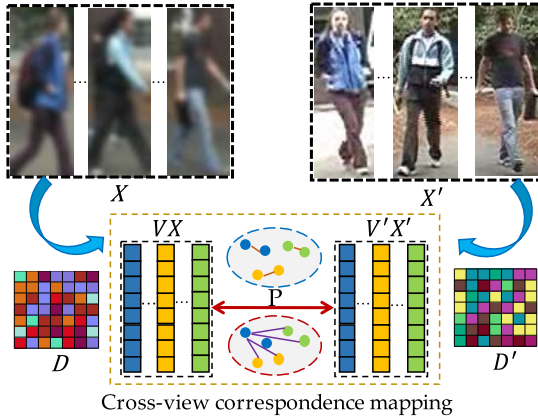 X
X′
VX
V′X′
P
D
D′
Cross-view correspondence mapping